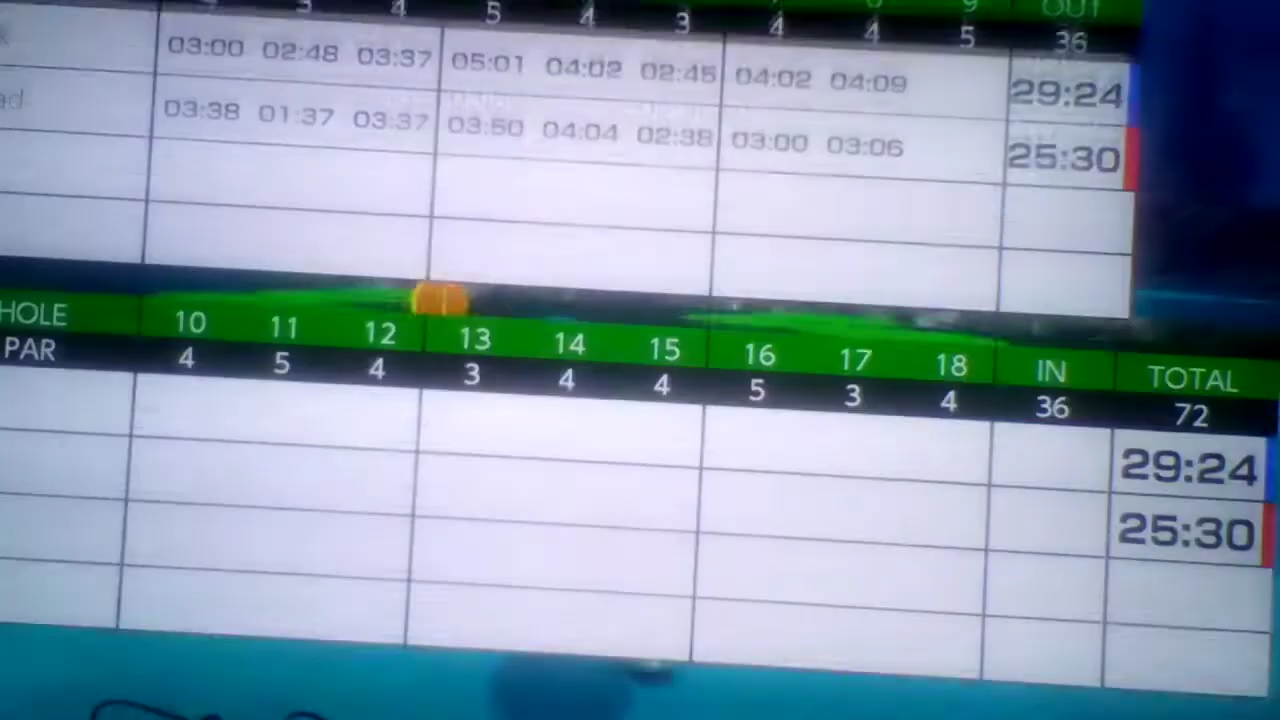 3 4 5 4 3 4 4 5 36
03:00 02:48 03:37 05:01 04:02 02:45 04:02 04:09 29:24
ad 03:38 01:37 03:37 03:50 04:04 02:38 03:00 03:06 25:30
HOLE 10 11 12 13 14 15 16 17 18 IN TOTAL
PAR 4 5 4 3 4 4 5 3 4 36 72
29:24
25:30